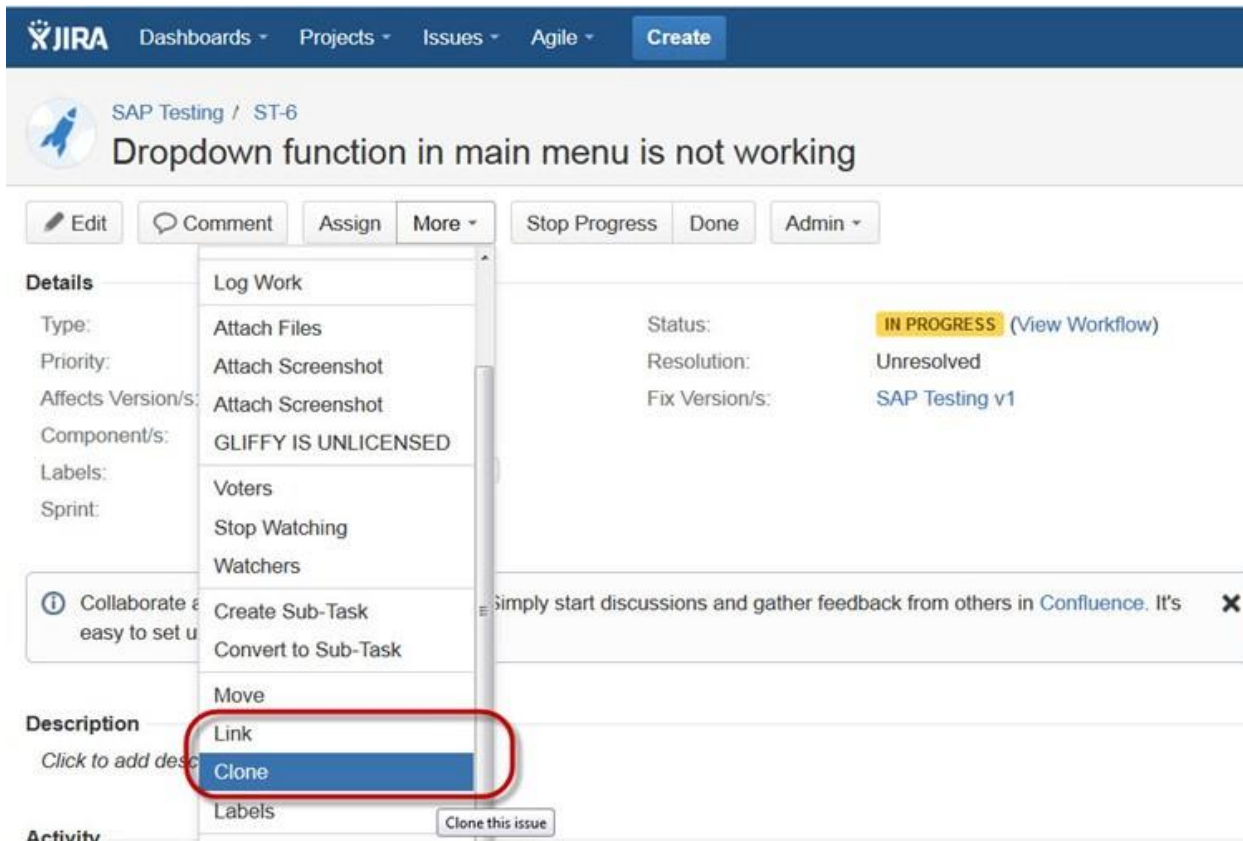 JIRA Dashboards Projects Issues Agile Create
SAP Testing / ST-6
Dropdown function in main menu is not working
Edit Comment Assign More Stop Progress Done Admin
Details
Log Work
Type:
Attach Files
Status:
IN PROGRESS (View Workflow)
Priority:
Attach Screenshot
Resolution:
Unresolved
Affects Version/s:
Attach Screenshot
Fix Version/s:
SAP Testing v1
Component/s:
GLIFFY IS UNLICENSED
Labels:
Voters
Sprint:
Stop Watching
Watchers
Collaborate
Simply start discussions and gather feedback from others in Confluence. It's
easy to set u
Create Sub-Task
Convert to Sub-Task
Move
Description
Link
Click to add desc
Clone
Labels
Clone this issue
Activity